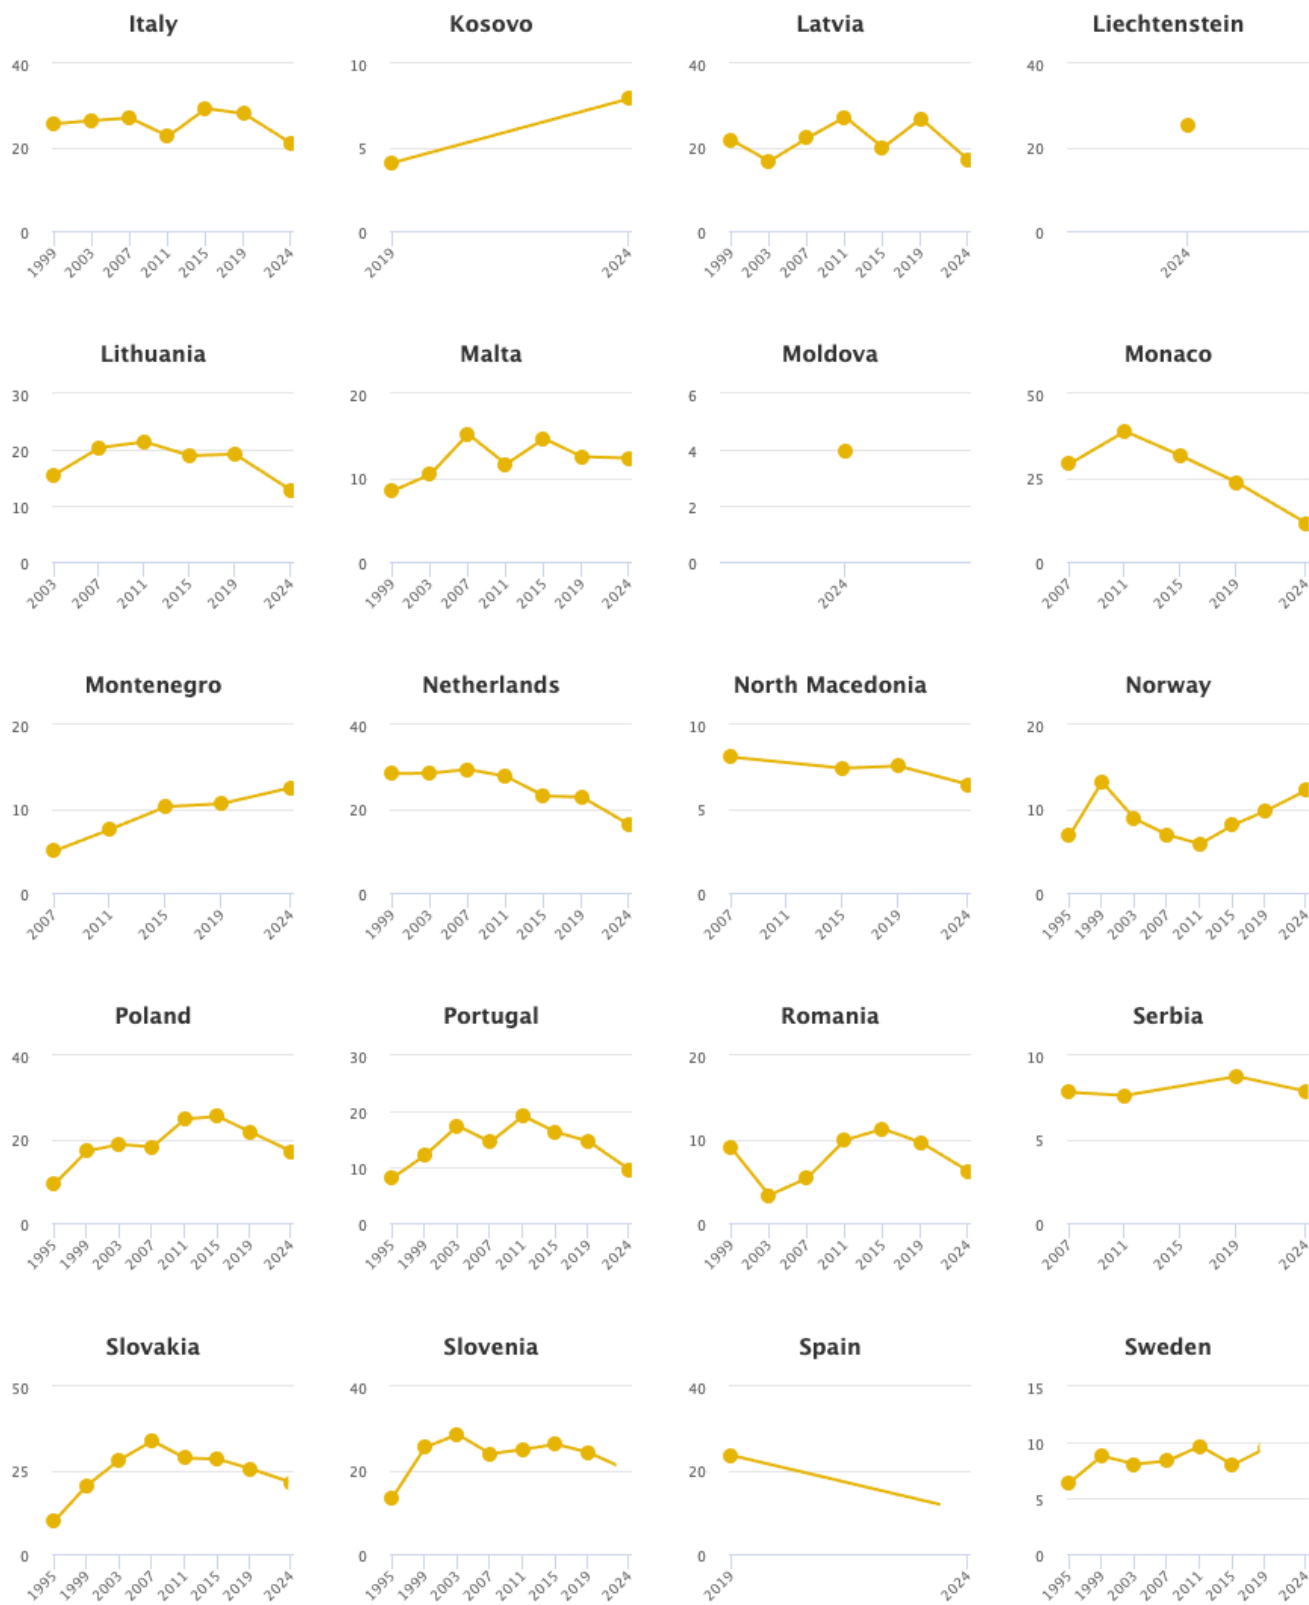 Italy Kosovo Latvia Liechtenstein
40 10 40 40
20 5 20 20
0 0 0 0
1999 2003 2007 2011 2015 2019 2024 2019 2024 1999 2003 2007 2011 2015 2019 2024 2024
Lithuania Malta Moldova Monaco
30 20 6 50
20 10 4 25
10 2
0 0 0 0
2003 2007 2011 2015 2019 2024 1999 2003 2007 2011 2015 2019 2024 2024 2007 2011 2015 2019 2024
Montenegro Netherlands North Macedonia Norway
20 40 10 20
10 20 5 10
0 0 0 0
2007 2011 2015 2019 2024 1999 2003 2007 2011 2015 2019 2024 2007 2011 2015 2019 2024 1995 1999 2003 2007 2011 2015 2019 2024
Poland Portugal Romania Serbia
40 30 20 10
20 20 10 5
10
0 0 0 0
1995 1999 2003 2007 2011 2015 2019 2024 1995 1999 2003 2007 2011 2015 2019 2024 1999 2003 2007 2011 2015 2019 2024 2007 2011 2015 2019 2024
Slovakia Slovenia Spain Sweden
50 40 40 15
25 20 20 10
5
0 0 0 0
1995 1999 2003 2007 2011 2015 2019 2024 1995 1999 2003 2007 2011 2015 2019 2024 2019 2024 1995 1999 2003 2007 2011 2015 2019 2024